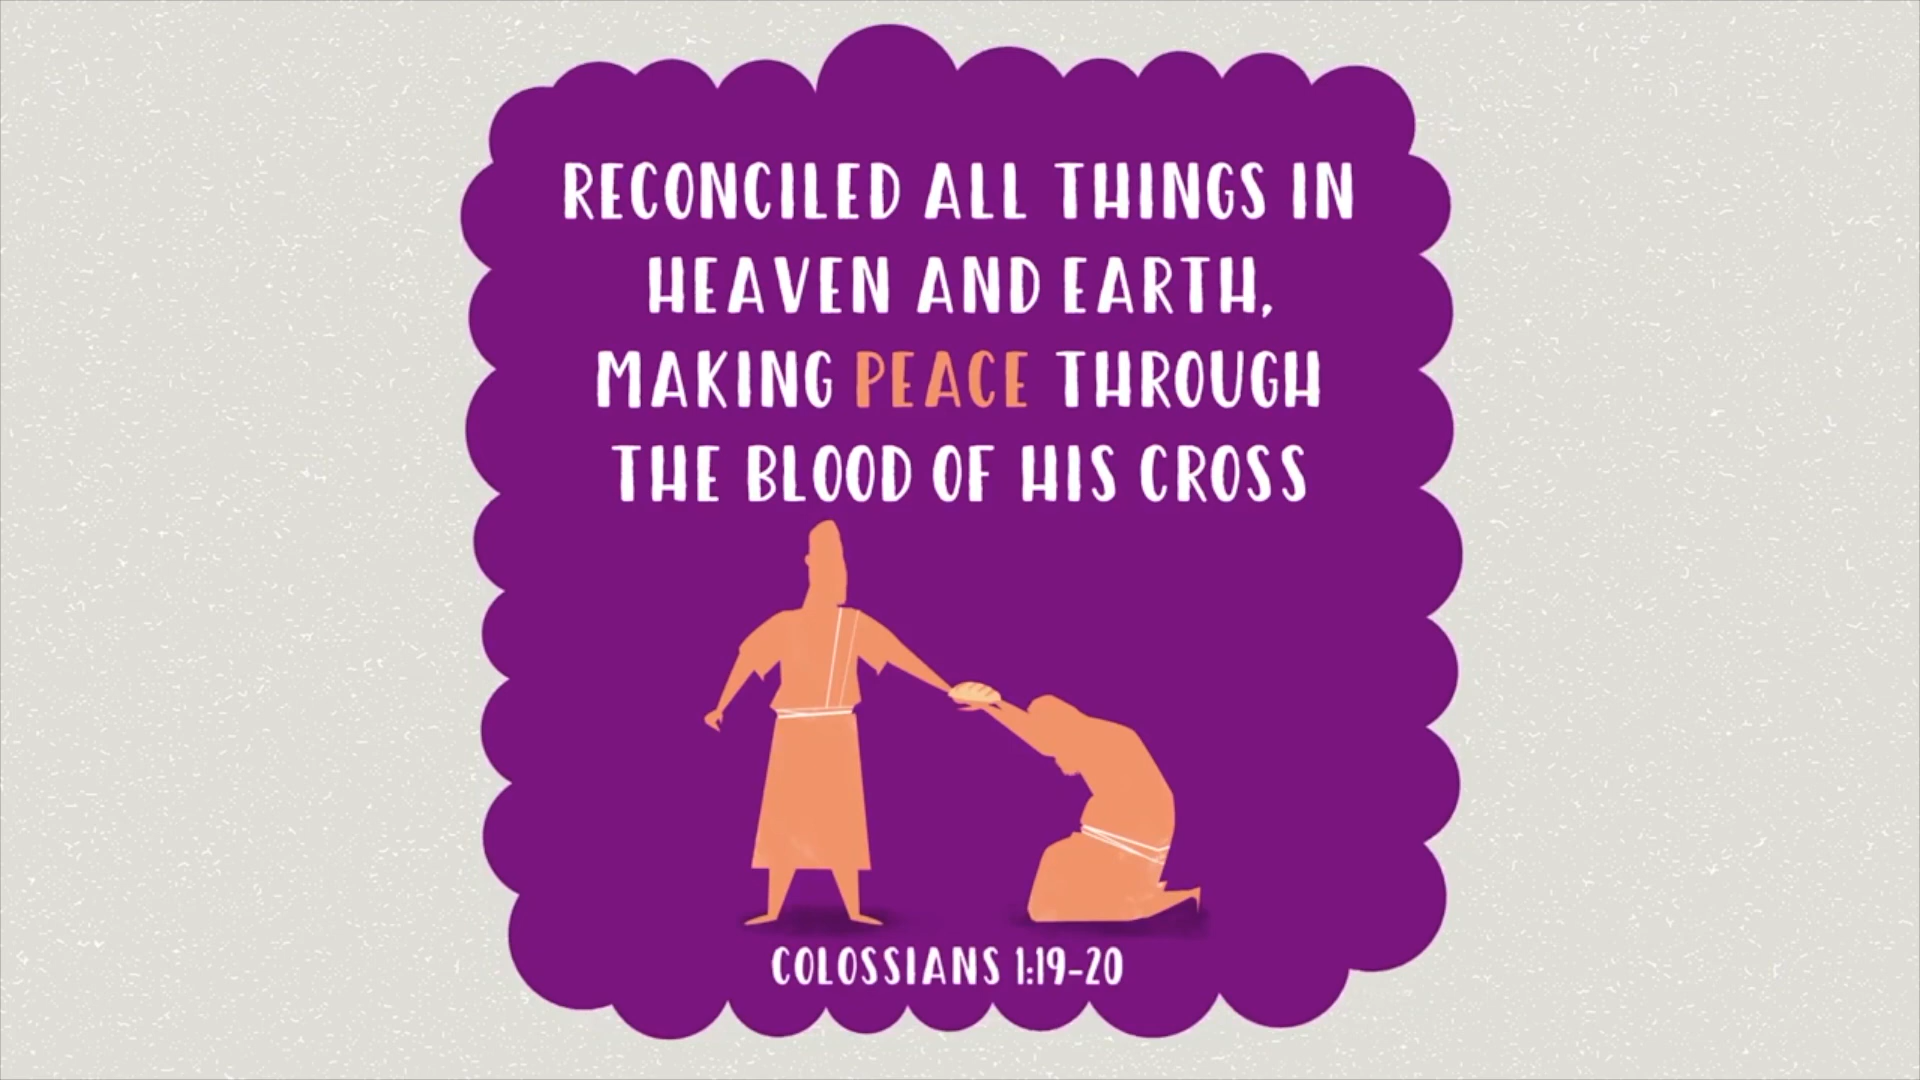 RECONCILED ALL THINGS IN
HEAVEN AND EARTH,
MAKING PEACE THROUGH
THE BLOOD OF HIS CROSS
COLOSSIANS 1:19-20